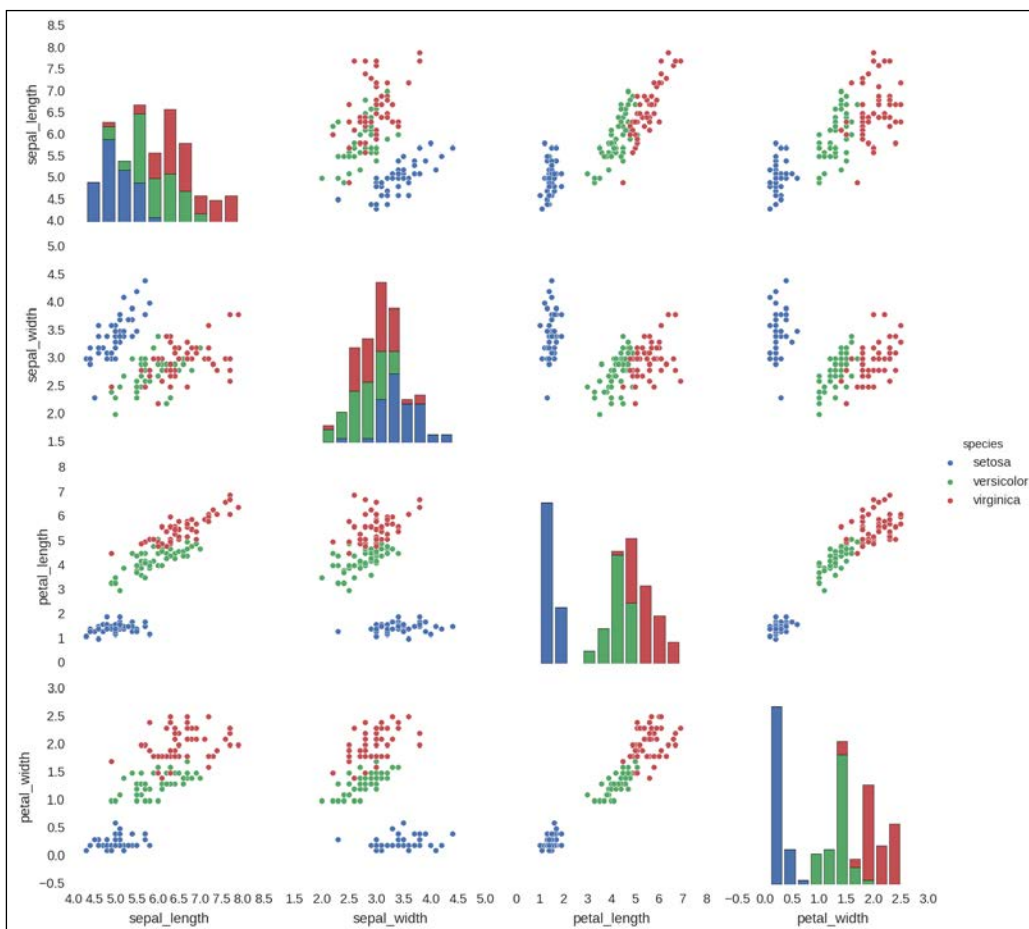 8.5
8.0
7.5
7.0
6.5
6.0
5.5
5.0
4.5
4.0
sepal_length
5.0
4.5
4.0
3.5
3.0
2.5
2.0
1.5
sepal_width
species
setosa
versicolor
virginica
8
7
6
5
4
3
2
1
0
petal_length
3.0
2.5
2.0
1.5
1.0
0.5
0.0
−0.5
petal_width
4.0 4.5 5.0 5.5 6.0 6.5 7.0 7.5 8.0 8.5
sepal_length
1.5 2.0 2.5 3.0 3.5 4.0 4.5 5.0
sepal_width
0 1 2 3 4 5 6 7 8
petal_length
−0.5 0.0 0.5 1.0 1.5 2.0 2.5 3.0
petal_width